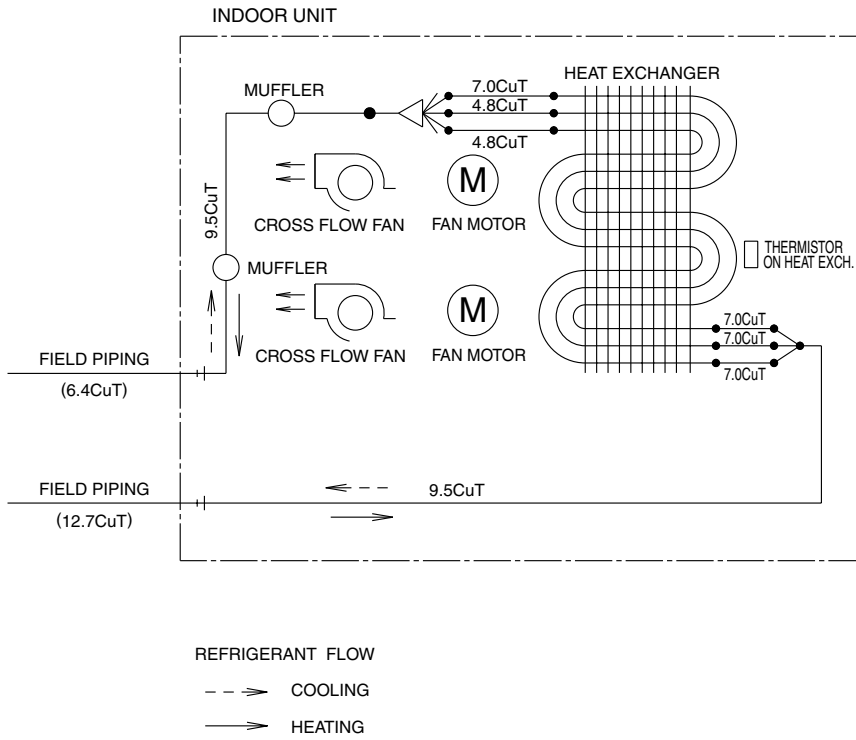 INDOOR UNIT
MUFFLER
7.0CuT
4.8CuT
4.8CuT
HEAT EXCHANGER
9.5CuT
M
CROSS FLOW FAN
FAN MOTOR
MUFFLER
THERMISTOR
ON HEAT EXCH.
M
CROSS FLOW FAN
FAN MOTOR
7.0CuT
7.0CuT
7.0CuT
FIELD PIPING
(6.4CuT)
FIELD PIPING
(12.7CuT)
9.5CuT
REFRIGERANT FLOW
COOLING
HEATING